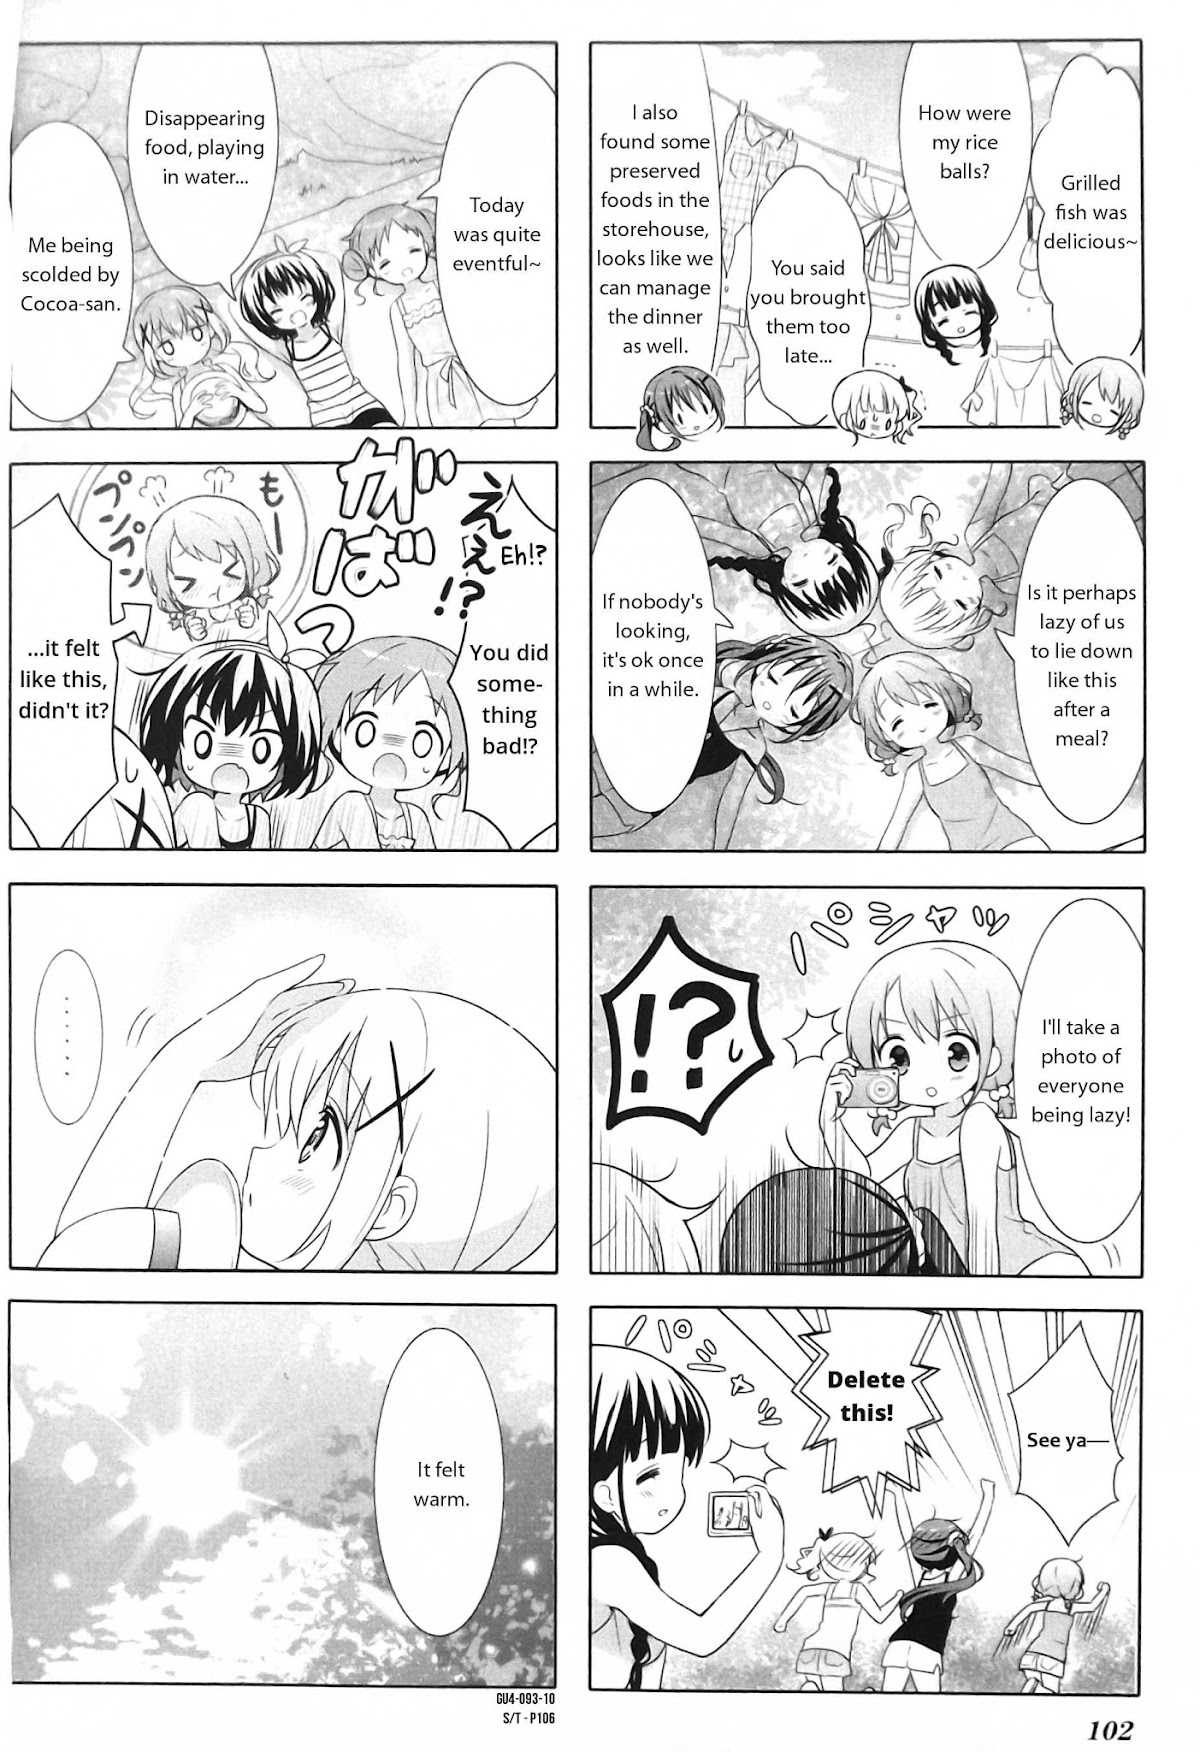 Grilled
fish was
delicious~
How were
my rice
balls?
You said
you brought
them too
late...
I also
found some
preserved
foods in the
storehouse,
looks like we
can manage
the dinner
as well.
Is it perhaps
lazy of us
to lie down
like this
after a
meal?
If nobody's
looking,
it's ok once
in a while.
I'll take a
photo of
everyone
being lazy!
パシャッ
!?
See ya—
Delete
this!
パシャッ
Today
was quite
eventful~
Disappearing
food, playing
in water...
Me being
scolded by
Cocoa-san.
えぇ!?
Eh!?
You did
some-
thing
bad!?
がばっ
もー
プンプン
...it felt
like this,
didn't it?
.......
It felt
warm.
GU4-093-10
S/T - P106
102